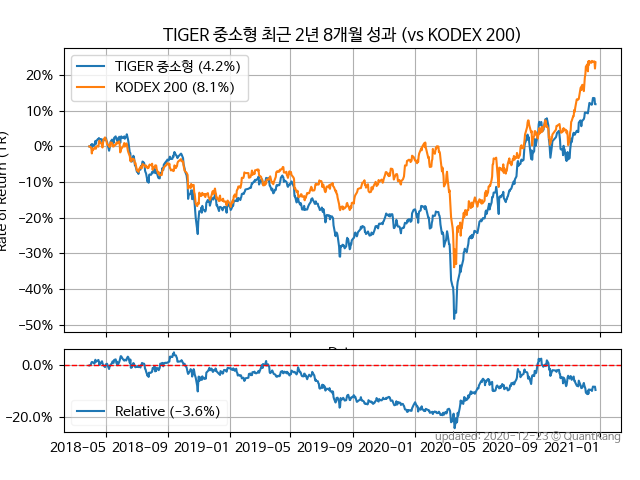 TIGER 중소형 최근 2년 8개월 성과 (vs KODEX 200)
TIGER 중소형 (4.2%)
KODEX 200 (8.1%)
20%
10%
0%
−10%
−20%
−30%
−40%
−50%
Rate of Return (TR)
0.0%
−20.0%
Relative (−3.6%)
2018−05 2018−09 2019−01 2019−05 2019−09 2020−01 2020−05 2020−09 2021−01
updated: 2020-12-23 © QuantKang